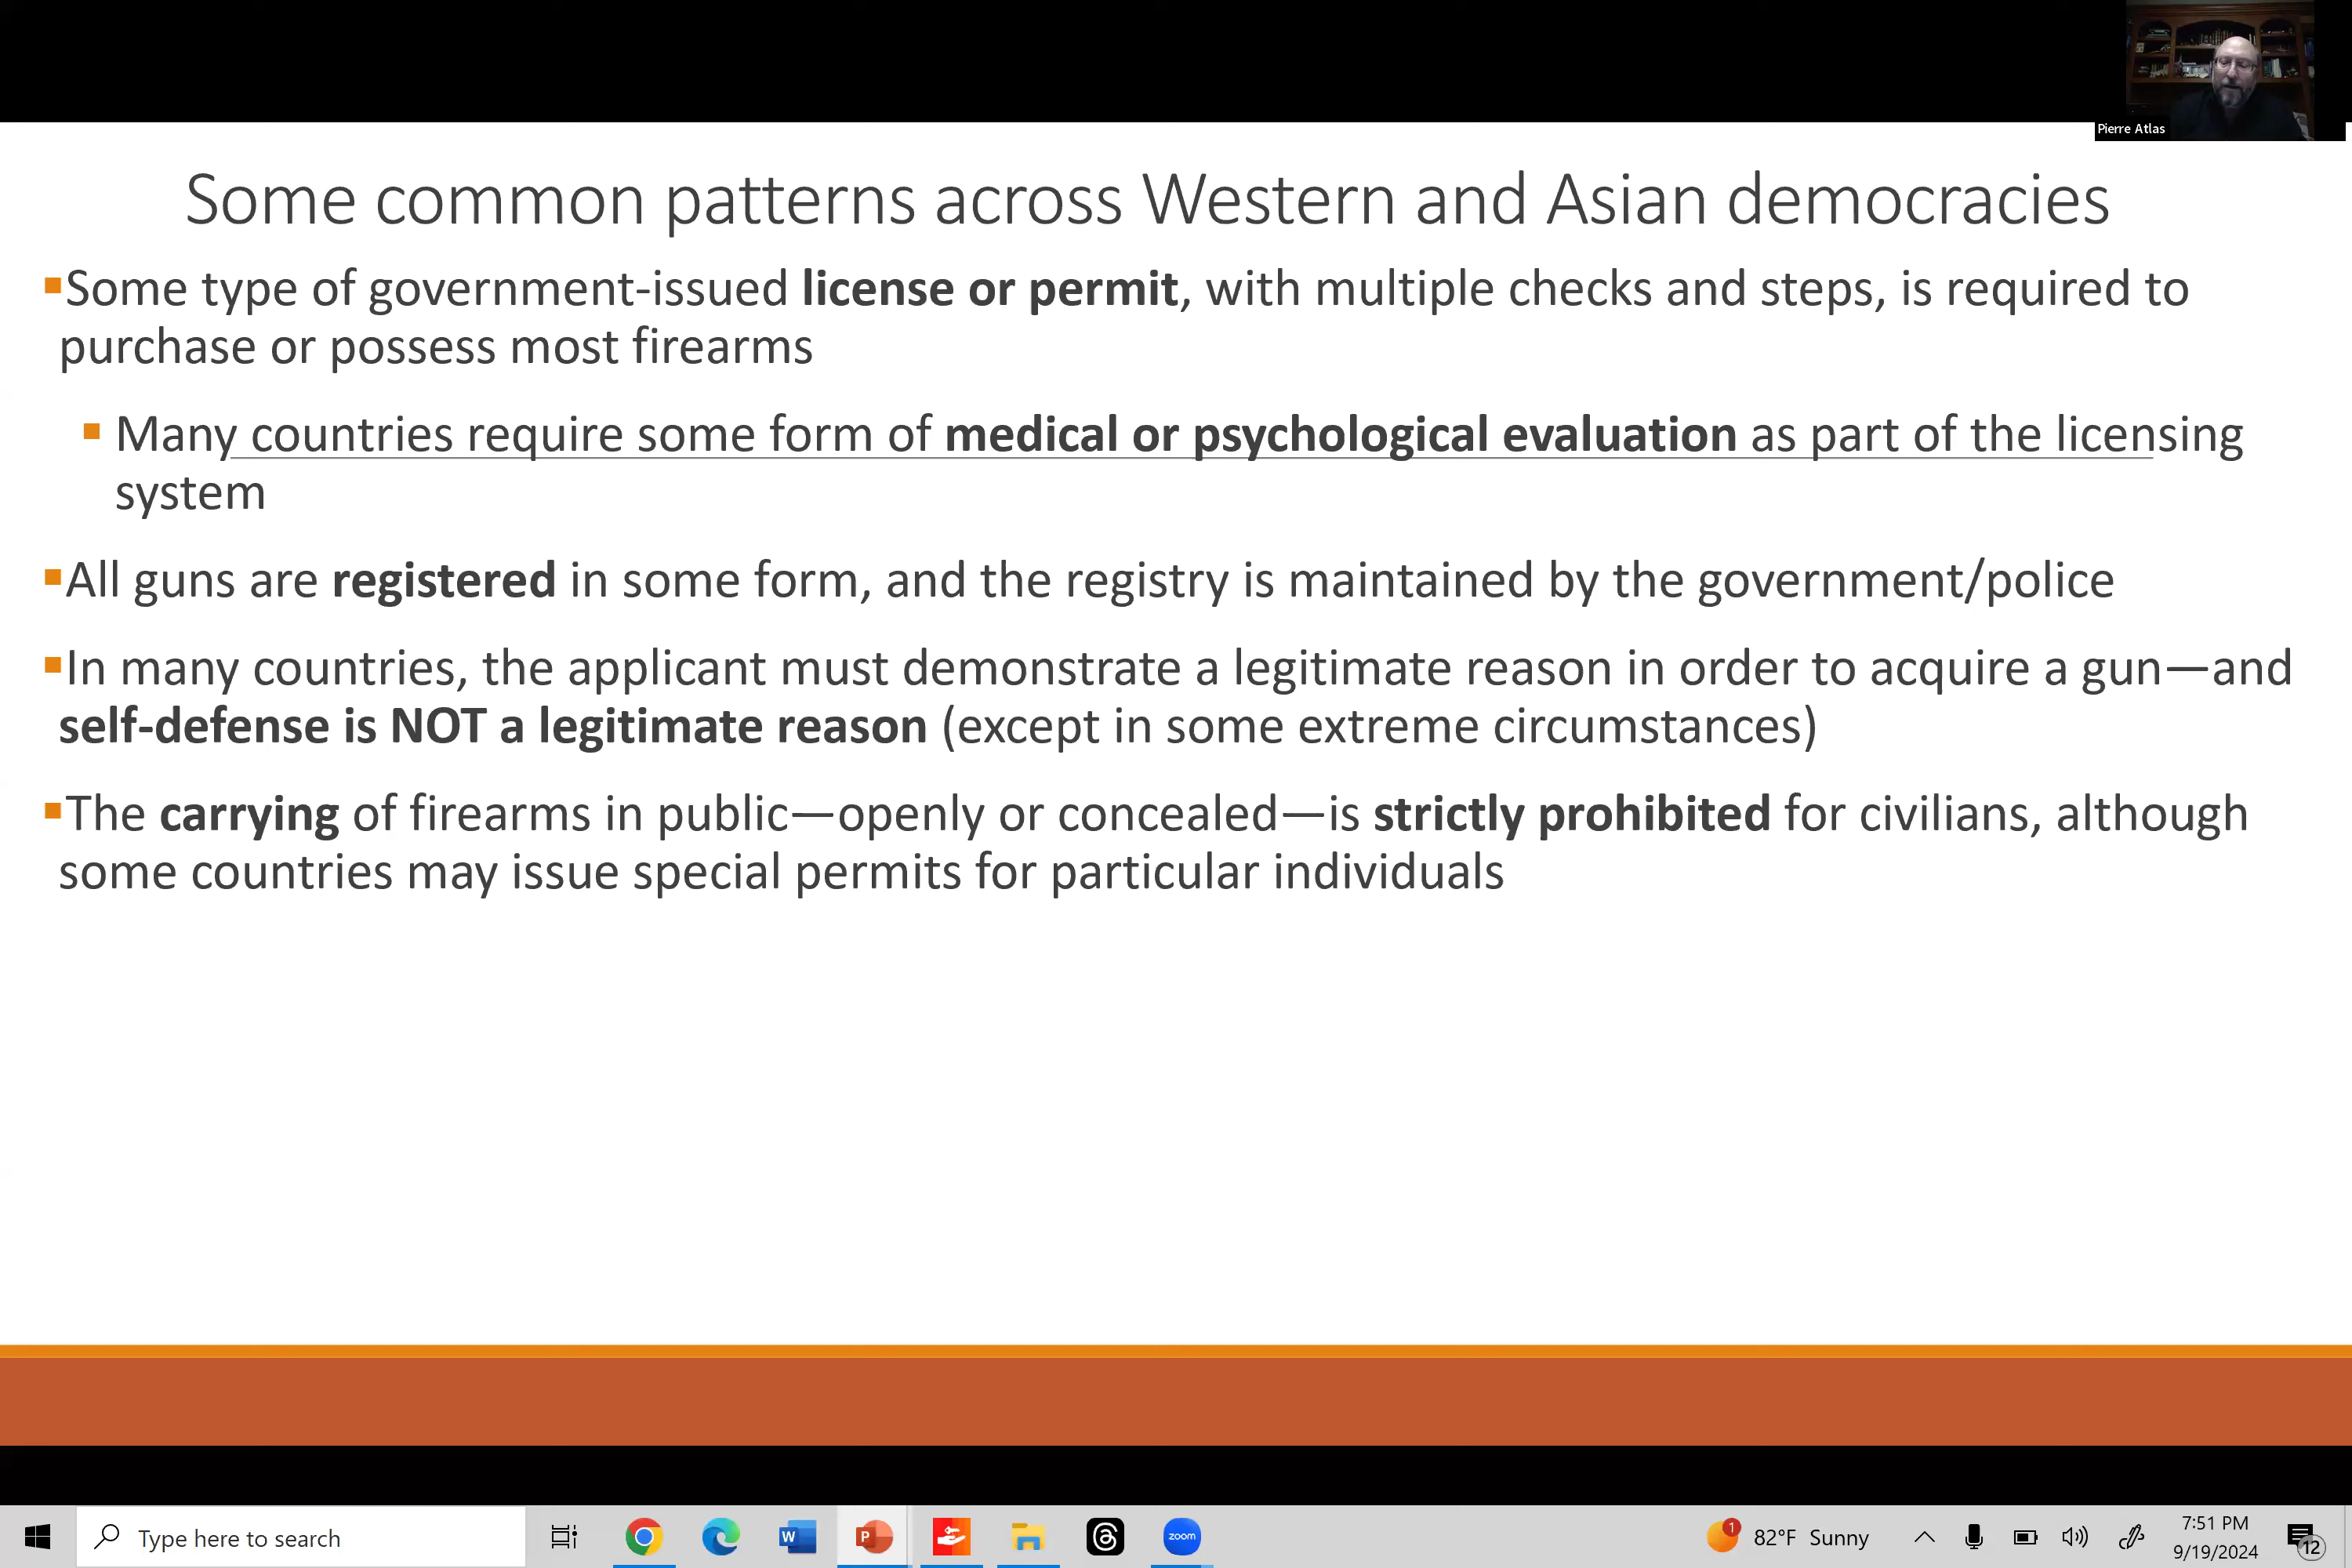 Pierre Atlas
Some common patterns across Western and Asian democracies
▪Some type of government-issued license or permit, with multiple checks and steps, is required to
purchase or possess most firearms
▪ Many countries require some form of medical or psychological evaluation as part of the licensing
system
▪All guns are registered in some form, and the registry is maintained by the government/police
▪In many countries, the applicant must demonstrate a legitimate reason in order to acquire a gun—and
self-defense is NOT a legitimate reason (except in some extreme circumstances)
▪The carrying of firearms in public—openly or concealed—is strictly prohibited for civilians, although
some countries may issue special permits for particular individuals
Type here to search
W
P
zoom
1
82°F Sunny
7:51 PM
9/19/2024
12